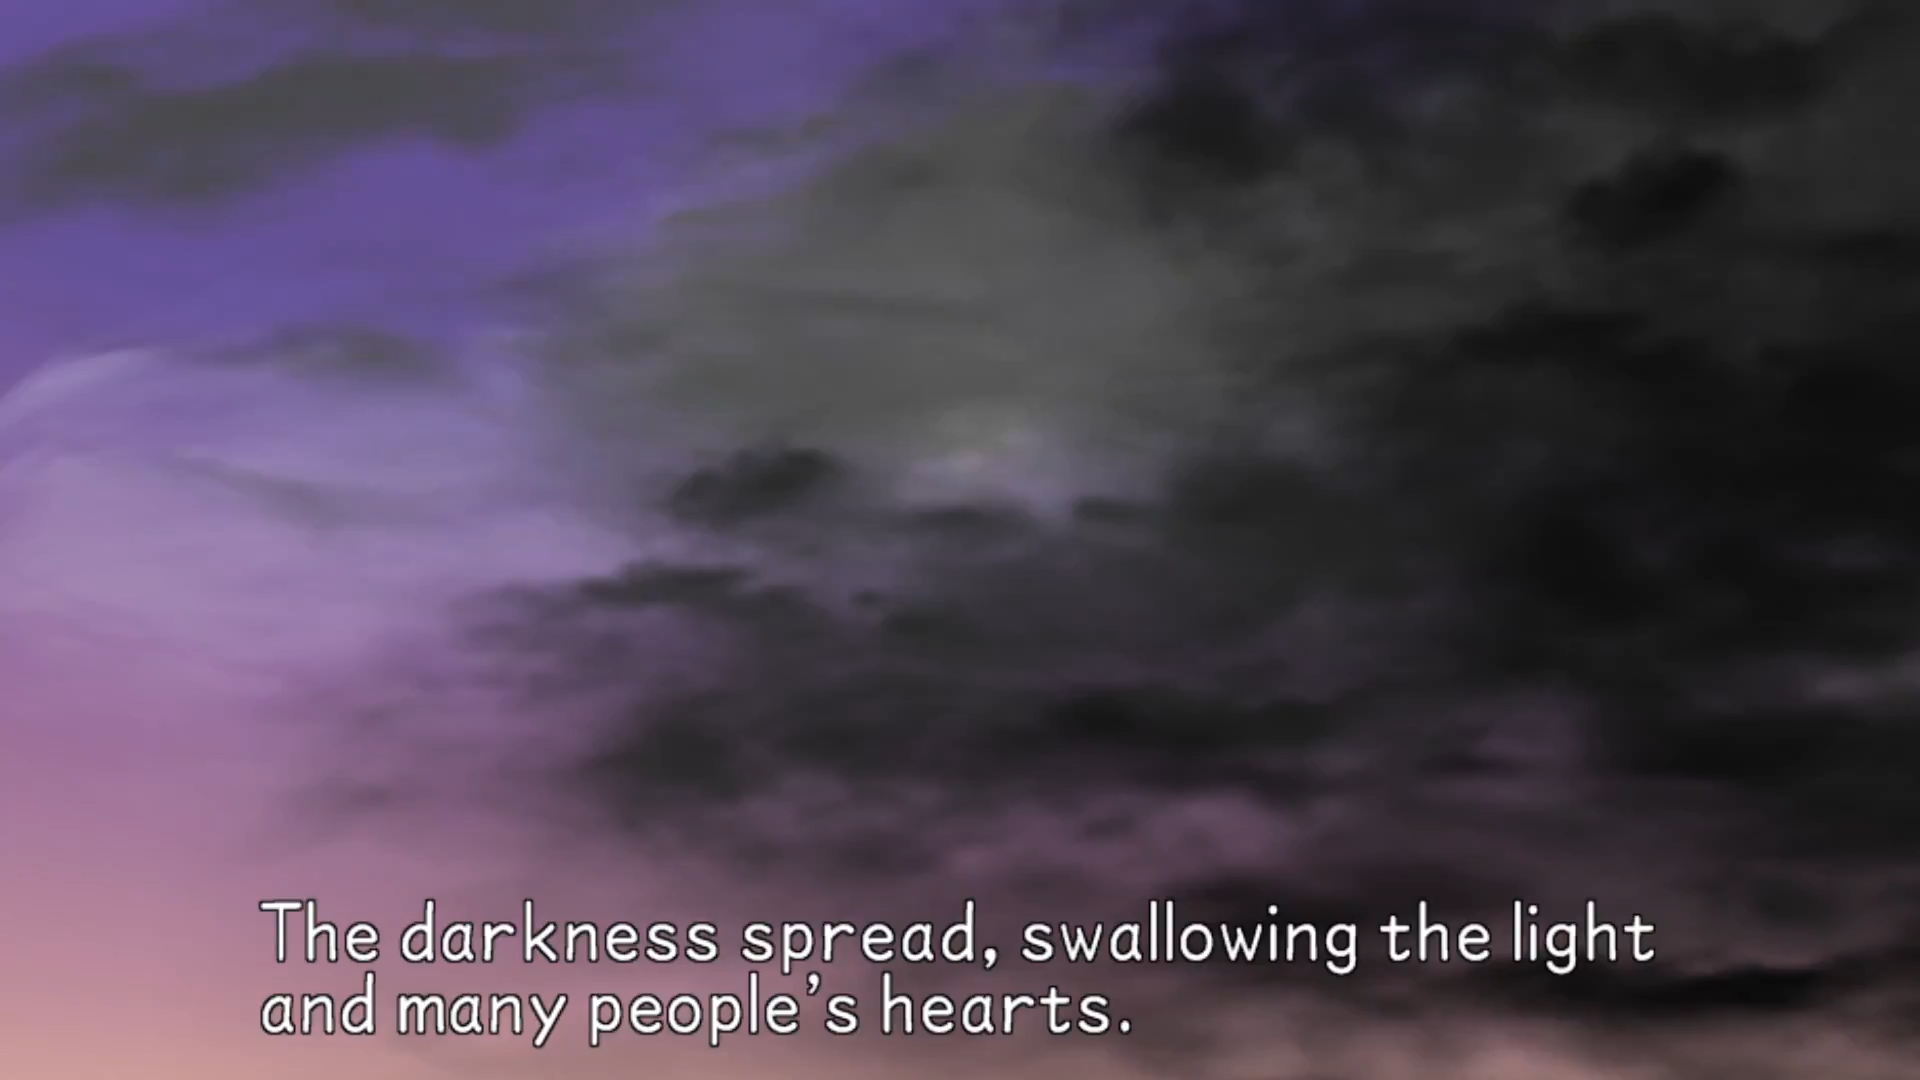 The darkness spread, swallowing the light
and many people’s hearts.